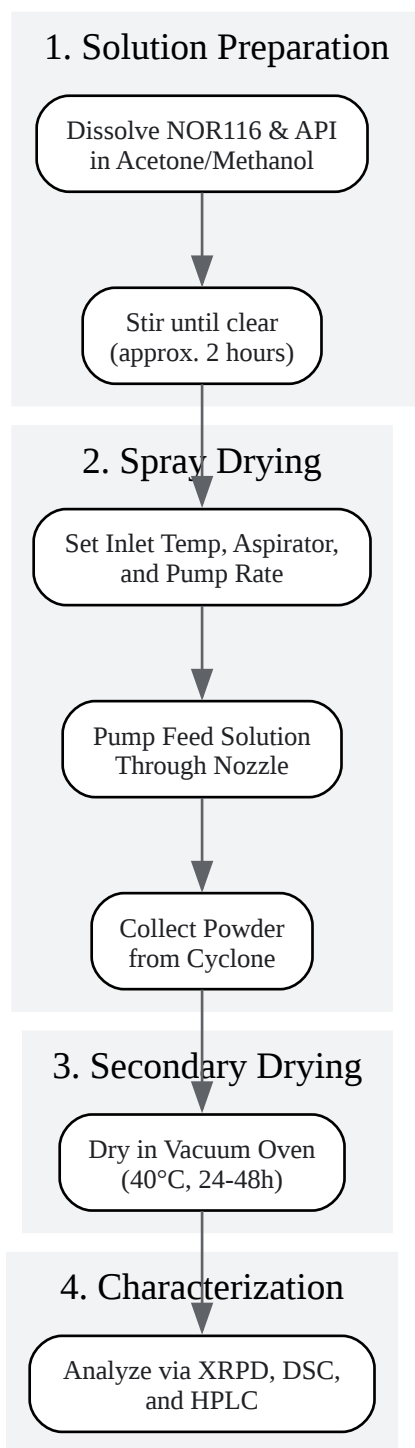 1. Solution Preparation
Dissolve NOR116 & API
in Acetone/Methanol
Stir until clear
(approx. 2 hours)
2. Spray Drying
Set Inlet Temp, Aspirator,
and Pump Rate
Pump Feed Solution
Through Nozzle
Collect Powder
from Cyclone
3. Secondary Drying
Dry in Vacuum Oven
(40°C, 24-48h)
4. Characterization
Analyze via XRPD, DSC,
and HPLC